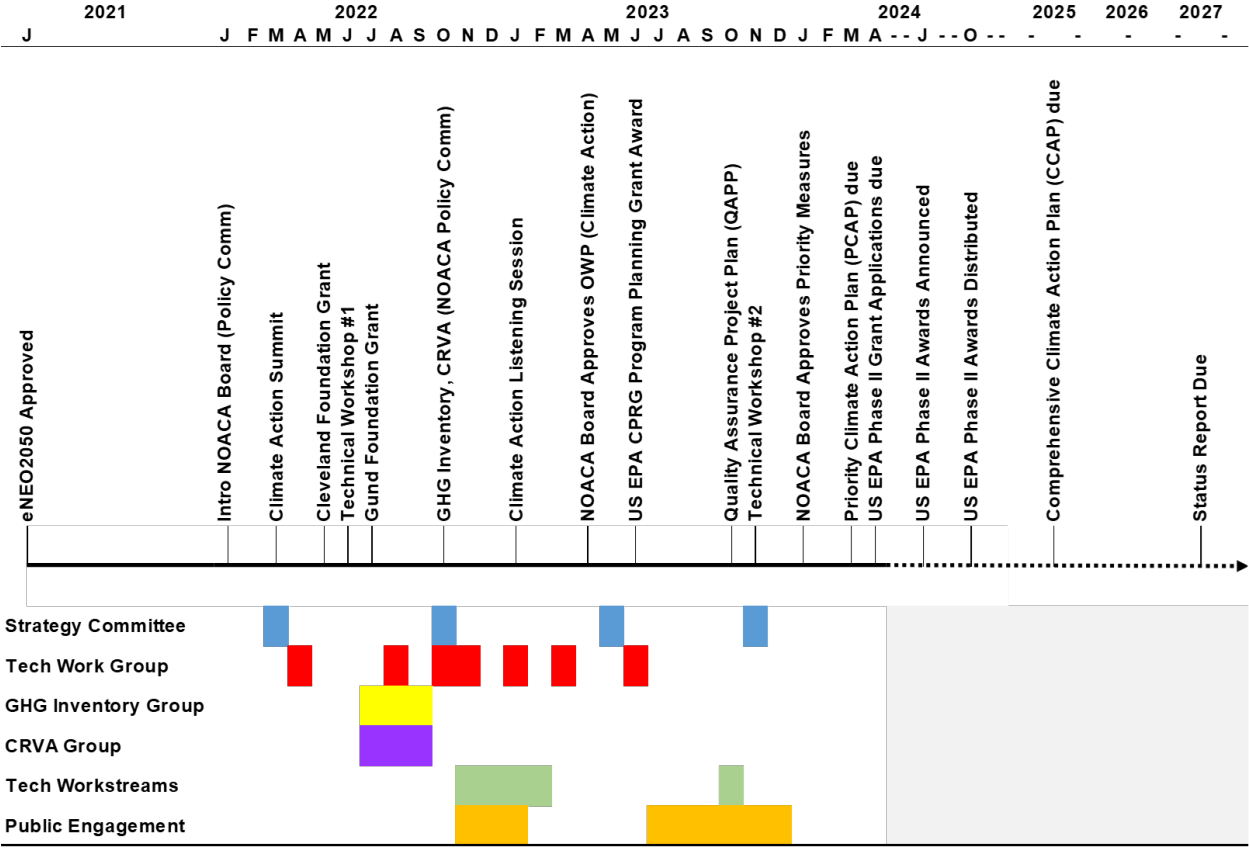 2021 2022 2023 2024 2025 2026 2027
J J F M A M J J A S O N D J F M A M J J A S O N D J F M A - - J - - O - - - - - - -
eNEO2050 Approved
Intro NOACA Board (Policy Comm)
Climate Action Summit
Cleveland Foundation Grant
Technical Workshop #1
Gund Foundation Grant
GHG Inventory, CRVA (NOACA Policy Comm)
Climate Action Listening Session
NOACA Board Approves OWP (Climate Action)
US EPA CPRG Program Planning Grant Award
Quality Assurance Project Plan (QAPP)
Technical Workshop #2
NOACA Board Approves Priority Measures
Priority Climate Action Plan (PCAP) due
US EPA Phase II Grant Applications due
US EPA Phase II Awards Announced
US EPA Phase II Awards Distributed
Comprehensive Climate Action Plan (CCAP) due
Status Report Due
Strategy Committee
Tech Work Group
GHG Inventory Group
CRVA Group
Tech Workstreams
Public Engagement